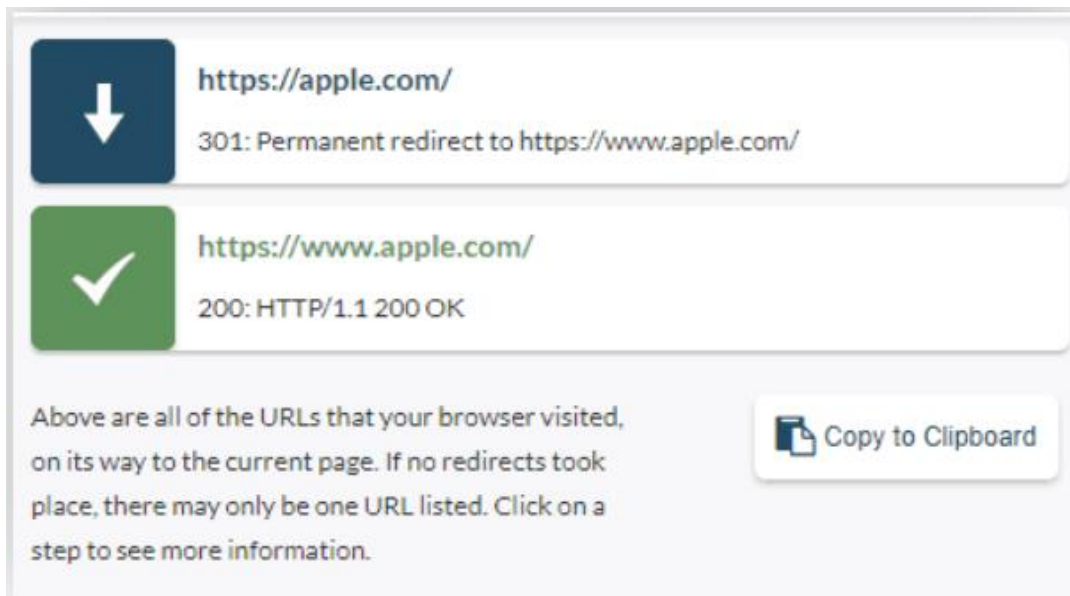 https://apple.com/
301: Permanent redirect to https://www.apple.com/
https://www.apple.com/
200: HTTP/1.1 200 OK
Above are all of the URLs that your browser visited,
on its way to the current page. If no redirects took
place, there may only be one URL listed. Click on a
step to see more information.
Copy to Clipboard